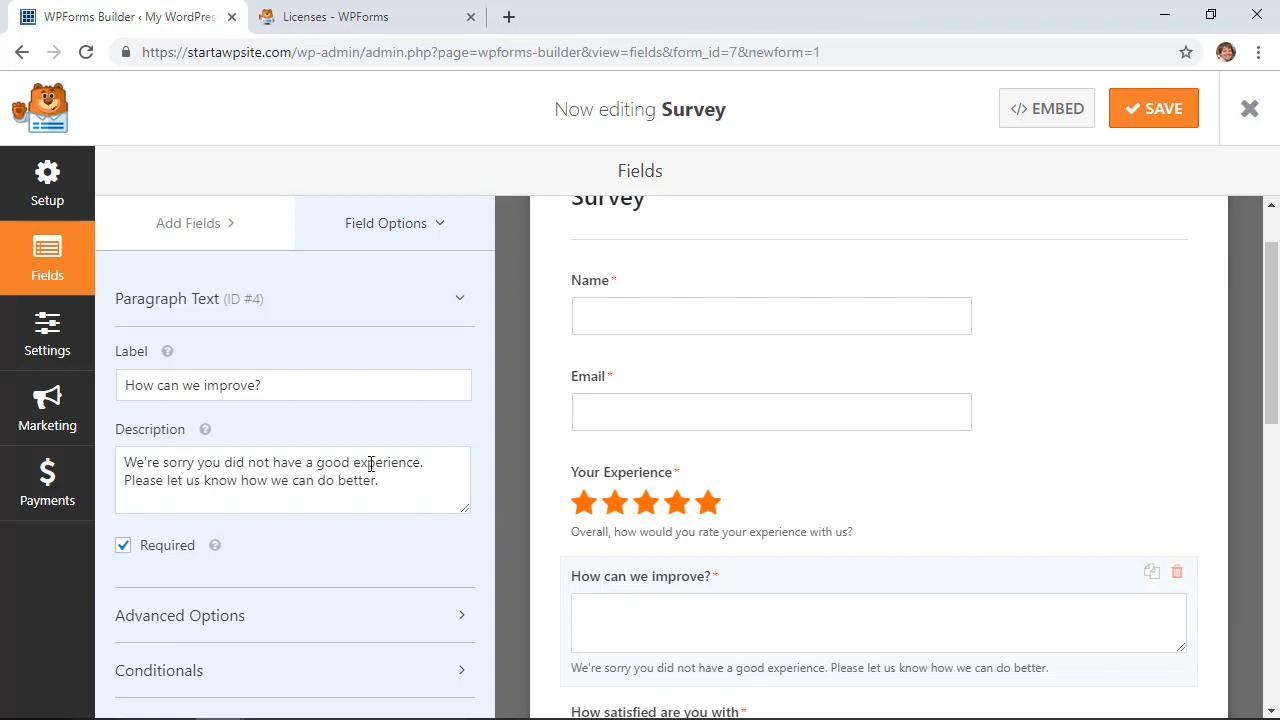 WPForms Builder ‹ My WordPres
Licenses - WPForms
https://startawpsite.com/wp-admin/admin.php?page=wpforms-builder&view=fields&form_id=7&newform=1
Now editing Survey
</> EMBED
SAVE
Setup
Fields
Settings
Marketing
Payments
Fields
Add Fields
Field Options
Paragraph Text (ID #4)
Label
How can we improve?
Description
We're sorry you did not have a good experience.
Please let us know how we can do better.
Required
Advanced Options
Conditionals
Survey
Name*
Email*
Your Experience*
Overall, how would you rate your experience with us?
How can we improve?*
We're sorry you did not have a good experience. Please let us know how we can do better.
How satisfied are you with*